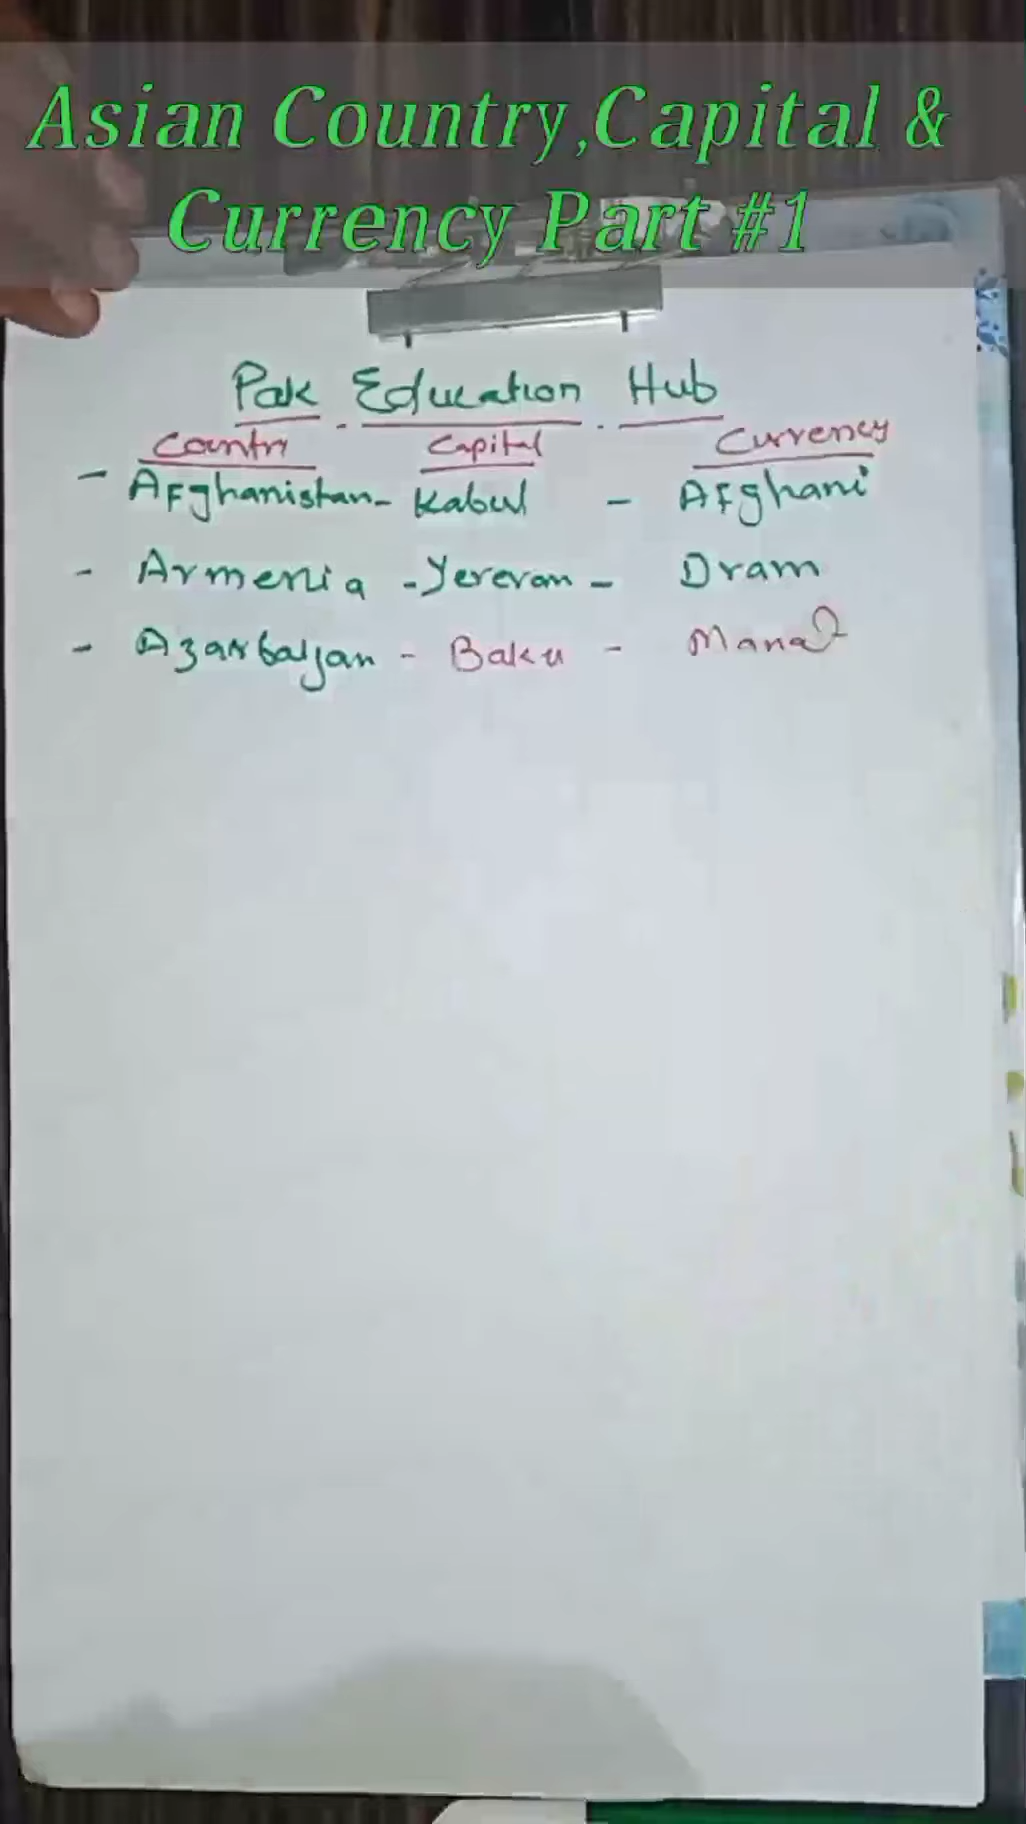 Asian Country,Capital &
Currency Part #1
Pak Education Hub
Countri Capital Currency
- Afghanistan - Kabul - Afghani
- Armenia - Yerevan - Dram
- Azarbaijan - Baku - Manat